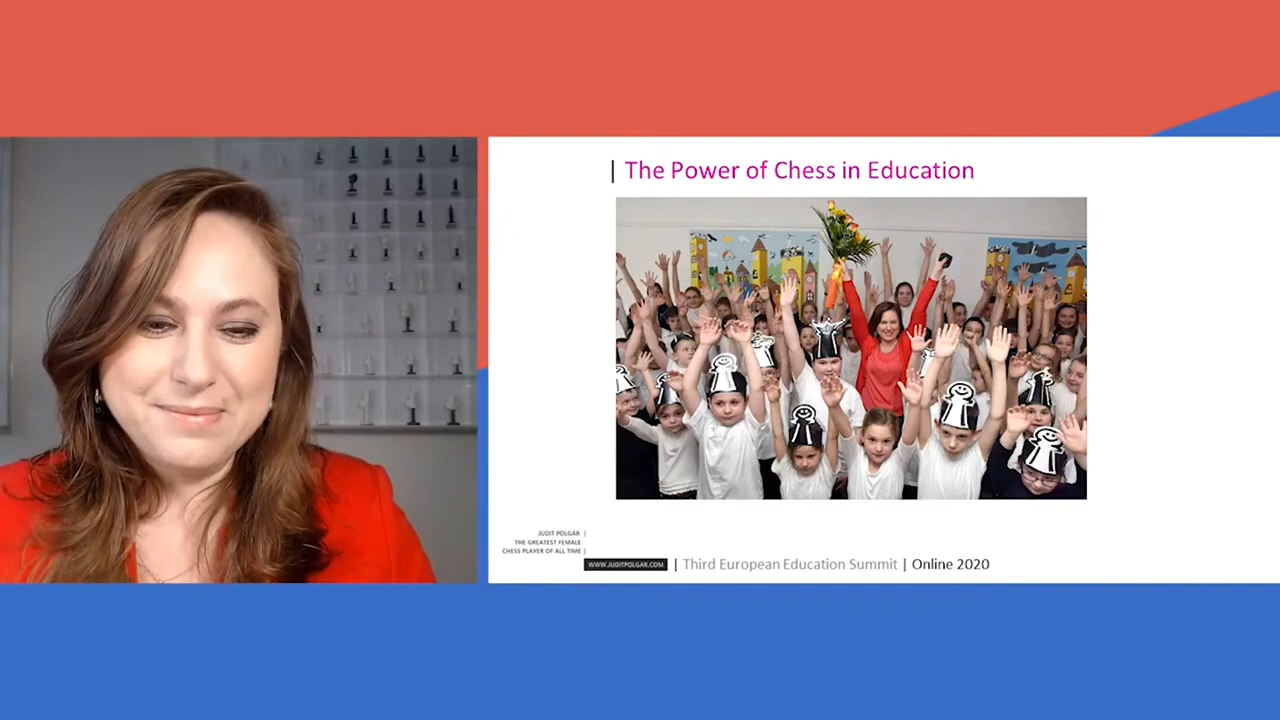 | The Power of Chess in Education
JUDIT POLGÁR |
THE GREATEST FEMALE
CHESS PLAYER OF ALL TIME |
WWW.JUDITPOLGAR.COM | Third European Education Summit | Online 2020